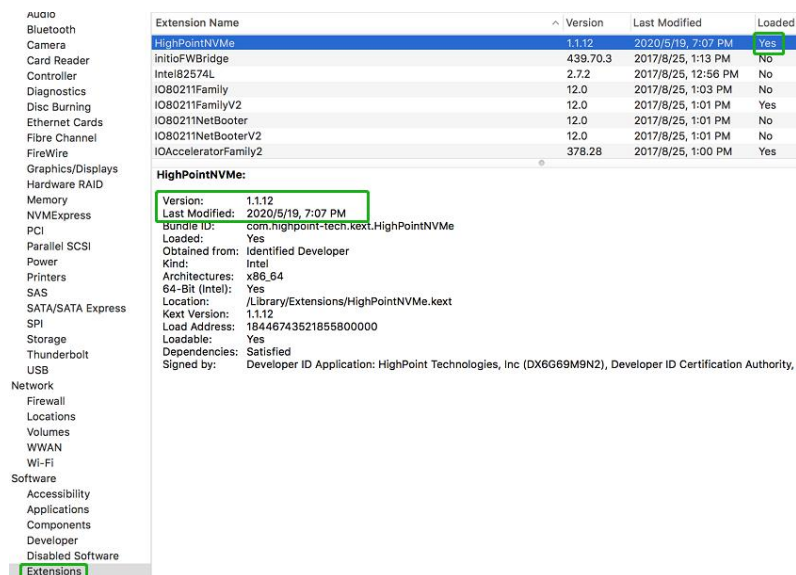 Audio
Bluetooth
Camera
Card Reader
Controller
Diagnostics
Disc Burning
Ethernet Cards
Fibre Channel
FireWire
Graphics/Displays
Hardware RAID
Memory
NVMExpress
PCI
Parallel SCSI
Power
Printers
SAS
SATA/SATA Express
SPI
Storage
Thunderbolt
USB
Network
Firewall
Locations
Volumes
WWAN
Wi-Fi
Software
Accessibility
Applications
Components
Developer
Disabled Software
Extensions
Extension Name Version Last Modified Loaded
HighPointNVMe 1.1.12 2020/5/19, 7:07 PM Yes
initioFWBridge 439.70.3 2017/8/25, 1:13 PM No
Intel82574L 2.7.2 2017/8/25, 12:56 PM No
IO80211Family 12.0 2017/8/25, 1:03 PM No
IO80211FamilyV2 12.0 2017/8/25, 1:01 PM Yes
IO80211NetBooter 12.0 2017/8/25, 1:01 PM No
IO80211NetBooterV2 12.0 2017/8/25, 1:01 PM No
IOAcceleratorFamily2 378.28 2017/8/25, 1:00 PM Yes
HighPointNVMe:
Version: 1.1.12
Last Modified: 2020/5/19, 7:07 PM
Bundle ID: com.highpoint-tech.kext.HighPointNVMe
Loaded: Yes
Obtained from: Identified Developer
Kind: Intel
Architectures: x86_64
64-Bit (Intel): Yes
Location: /Library/Extensions/HighPointNVMe.kext
Kext Version: 1.1.12
Load Address: 18446743521855800000
Loadable: Yes
Dependencies: Satisfied
Signed by: Developer ID Application: HighPoint Technologies, Inc (DX6G69M9N2), Developer ID Certification Authority,